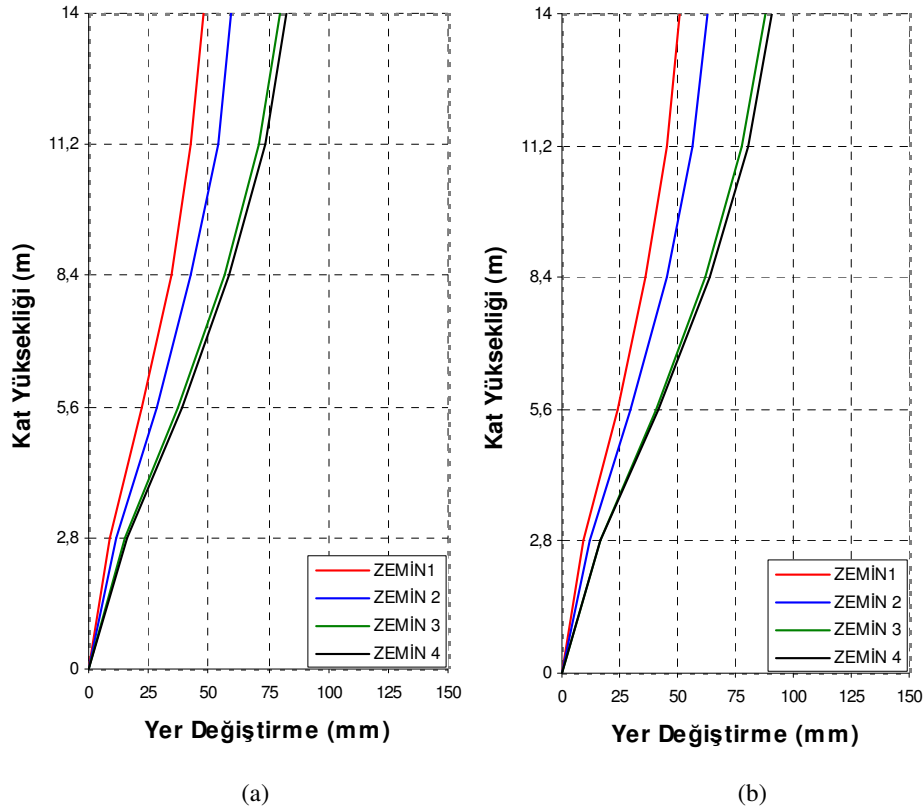 14
11,2
8,4
5,6
2,8
0
Kat Yüksekliği (m)
ZEMİN1
ZEMİN 2
ZEMİN 3
ZEMİN 4
0 25 50 75 100 125 150
Yer Değiştirme (mm)
(a)
14
11,2
8,4
5,6
2,8
0
Kat Yüksekliği (m)
ZEMİN1
ZEMİN 2
ZEMİN 3
ZEMİN 4
0 25 50 75 100 125 150
Yer Değiştirme (mm)
(b)